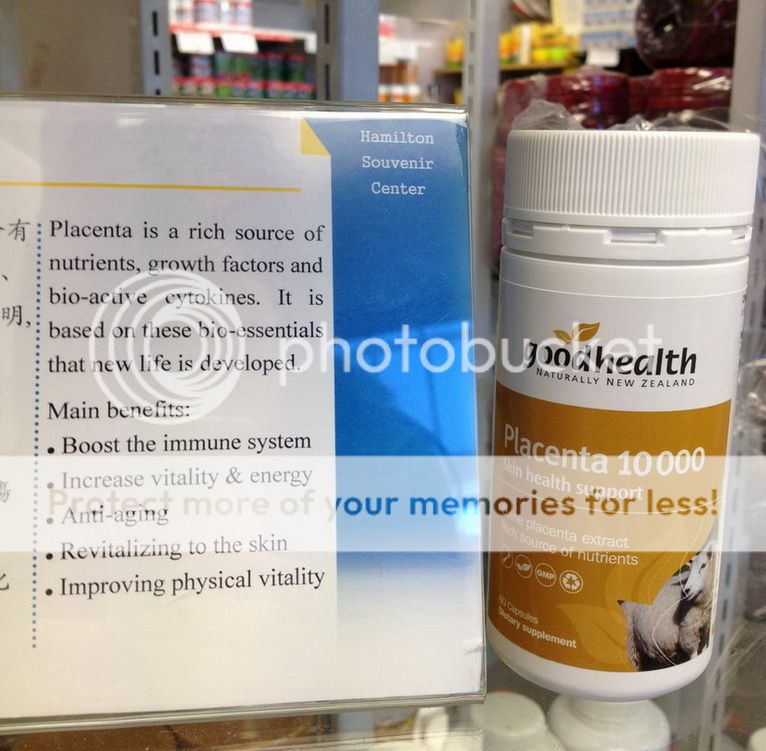 Hamilton
Souvenir
Center
有
、
明,
Placenta is a rich source of
nutrients, growth factors and
bio-active cytokines. It is
based on these bio-essentials
that new life is developed.
Main benefits:
• Boost the immune system
• Increase vitality & energy
• Anti-aging
• Revitalizing to the skin
• Improving physical vitality
goodhealth
NATURALLY NEW ZEALAND
Placenta 10 000
skin health support
placenta extract
Rich source of nutrients
GMP
60 Capsules
Dietary supplement
photobucket
Protect more of your memories for less!